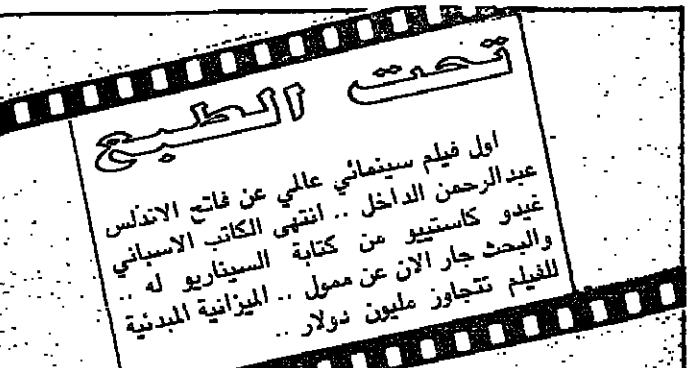 تحت الطبع
اول فيلم سينمائي عالمي عن فاتح الاندلس
عبدالرحمن الداخل .. انتهى الكاتب الاسباني
غيدو كاستييو من كتابة السيناريو له ..
والبحث جار الان عن ممول .. الميزانية المبدئية
للفيلم تتجاوز مليون دولار ..